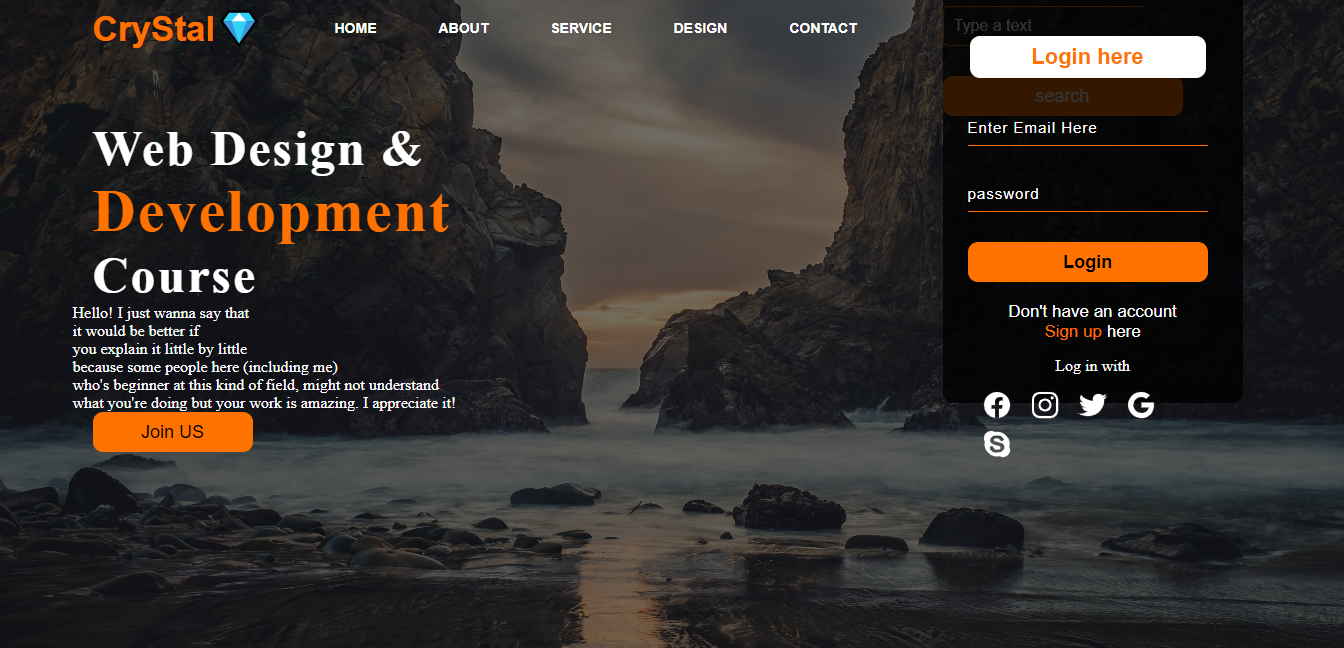 CryStal
HOME ABOUT SERVICE DESIGN CONTACT
Type a text
Login here
search
Enter Email Here
password
Login
Don't have an account
Sign up here
Log in with
Web Design &
Development
Course
Hello! I just wanna say that
it would be better if
you explain it little by little
because some people here (including me)
who's beginner at this kind of field, might not understand
what you're doing but your work is amazing. I appreciate it!
Join US